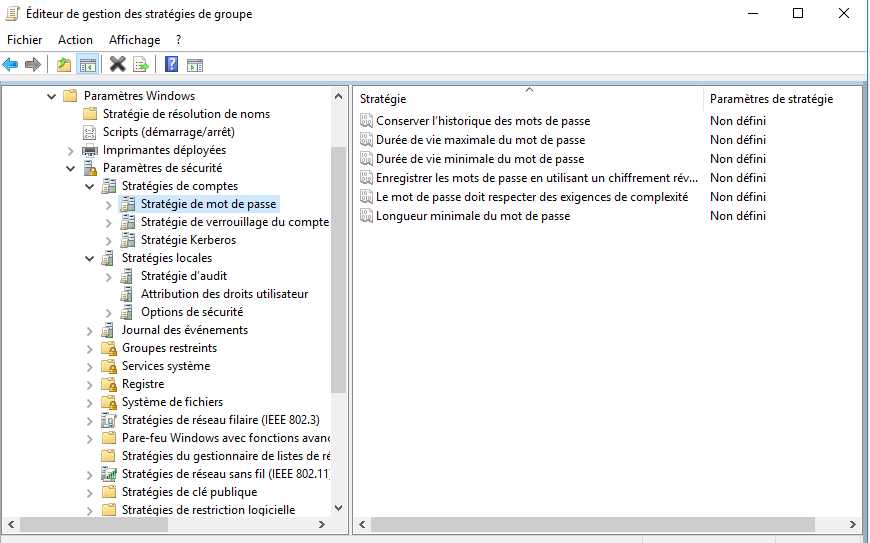 Éditeur de gestion des stratégies de groupe
Fichier Action Affichage ?
Paramètres Windows
Stratégie de résolution de noms
Scripts (démarrage/arrêt)
Imprimantes déployées
Paramètres de sécurité
Stratégies de comptes
Stratégie de mot de passe
Stratégie de verrouillage du compte
Stratégie Kerberos
Stratégies locales
Stratégie d'audit
Attribution des droits utilisateur
Options de sécurité
Journal des événements
Groupes restreints
Services système
Registre
Système de fichiers
Stratégies de réseau filaire (IEEE 802.3)
Pare-feu Windows avec fonctions avanc
Stratégies du gestionnaire de listes de ré
Stratégies de réseau sans fil (IEEE 802.11)
Stratégies de clé publique
Stratégies de restriction logicielle
Stratégie Paramètres de stratégie
Conserver l'historique des mots de passe Non défini
Durée de vie maximale du mot de passe Non défini
Durée de vie minimale du mot de passe Non défini
Enregistrer les mots de passe en utilisant un chiffrement rév... Non défini
Le mot de passe doit respecter des exigences de complexité Non défini
Longueur minimale du mot de passe Non défini